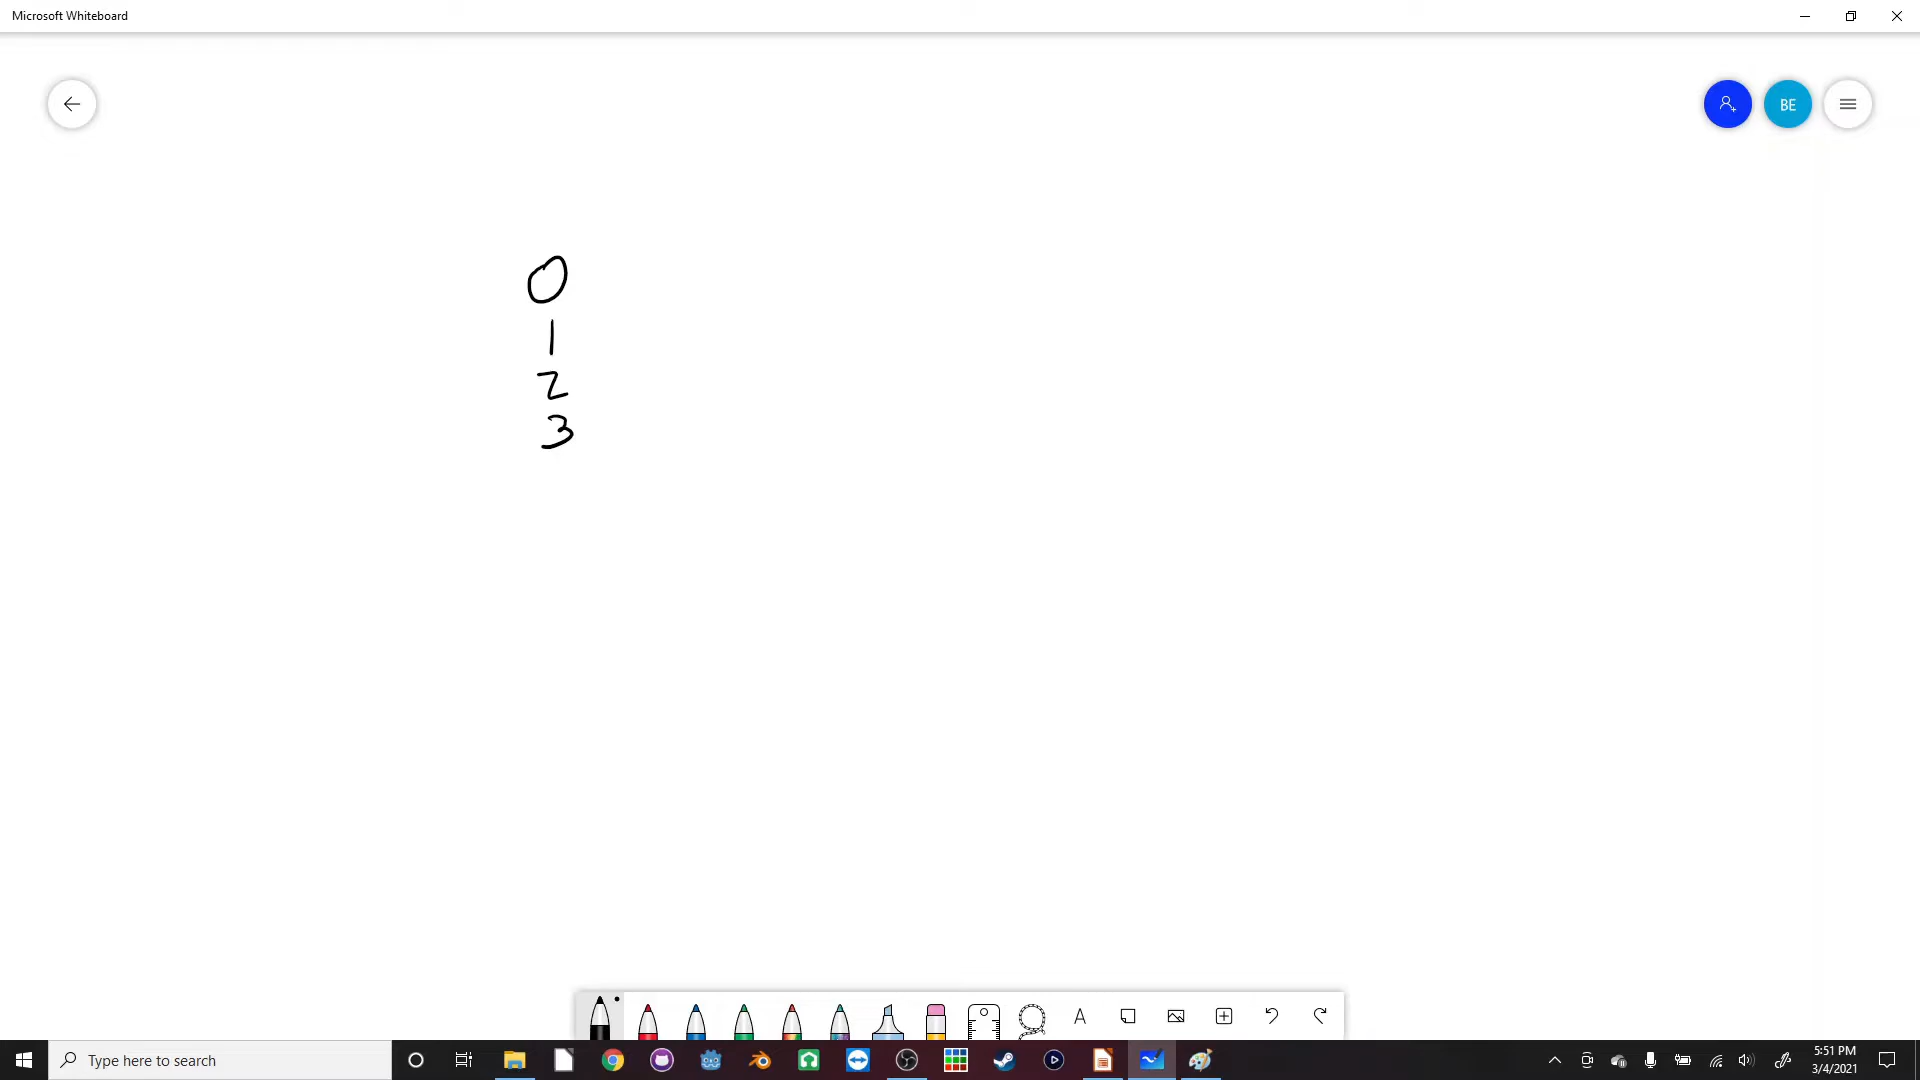 Microsoft Whiteboard
BE
0
1
2
3
A
Type here to search
5:51 PM
3/4/2021